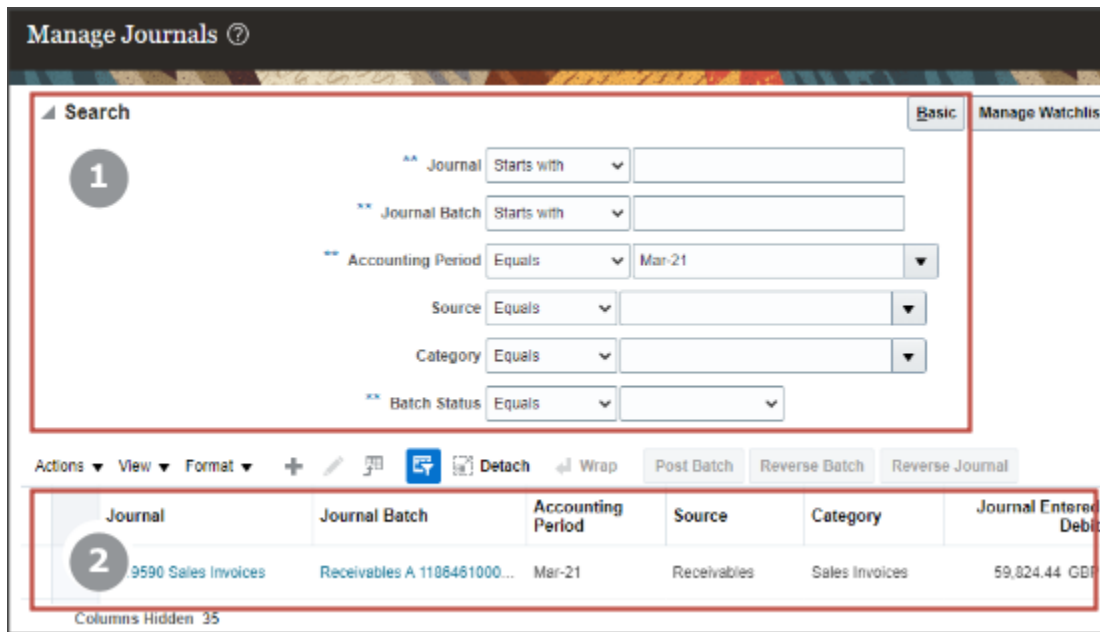 Manage Journals ?
Search
Basic
Manage Watchlis
1
** Journal Starts with
** Journal Batch Starts with
** Accounting Period Equals Mar-21
Source Equals
Category Equals
** Batch Status Equals
Actions View Format Detach Wrap Post Batch Reverse Batch Reverse Journal
Journal Journal Batch Accounting Period Source Category Journal Entered Debit
2
.9590 Sales Invoices Receivables A 1186461000... Mar-21 Receivables Sales Invoices 59,824.44 GBP
Columns Hidden 35